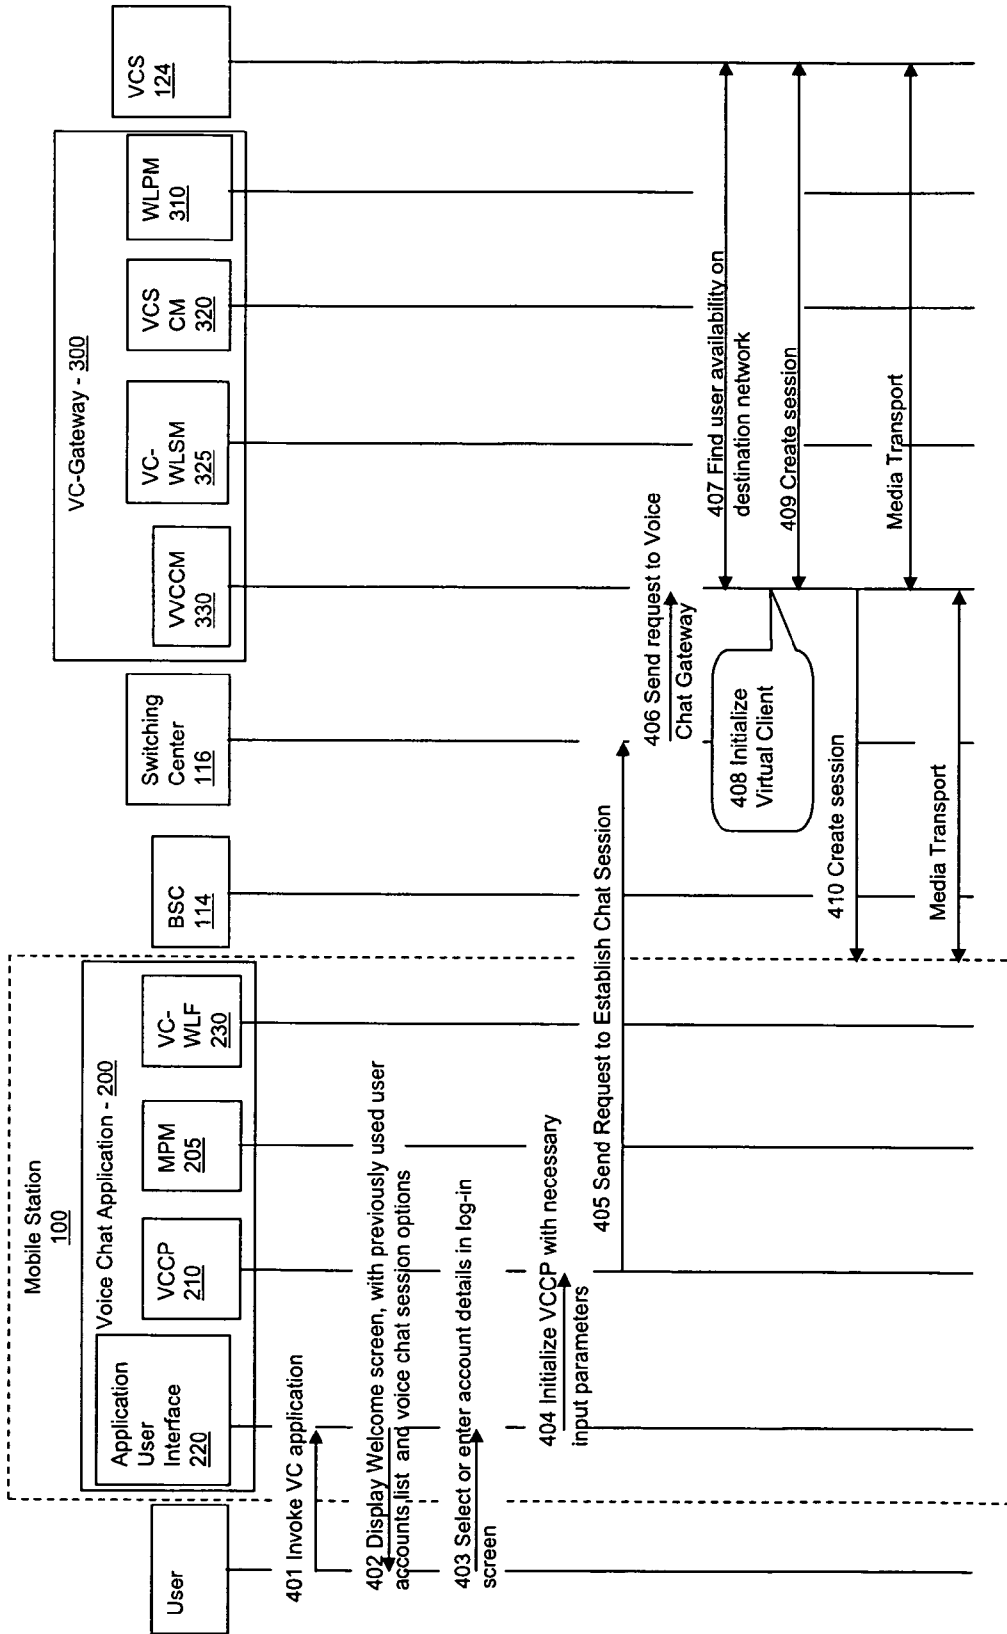 User
Mobile Station
100
Voice Chat Application - 200
Application
User
Interface
220
VCCP
210
MPM
205
VC-
WLF
230
BSC
114
Switching
Center
116
VC-Gateway - 300
VVCCM
330
VC-
WLSM
325
VCS
CM
320
WLPM
310
VCS
124
401 Invoke VC application
402 Display Welcome screen, with previously used user
accounts list and voice chat session options
403 Select or enter account details in log-in
screen
404 Initialize VCCP with necessary
input parameters
405 Send Request to Establish Chat Session
406 Send request to Voice
Chat Gateway
407 Find user availability on
destination network
408 Initialize
Virtual Client
409 Create session
410 Create session
Media Transport
Media Transport